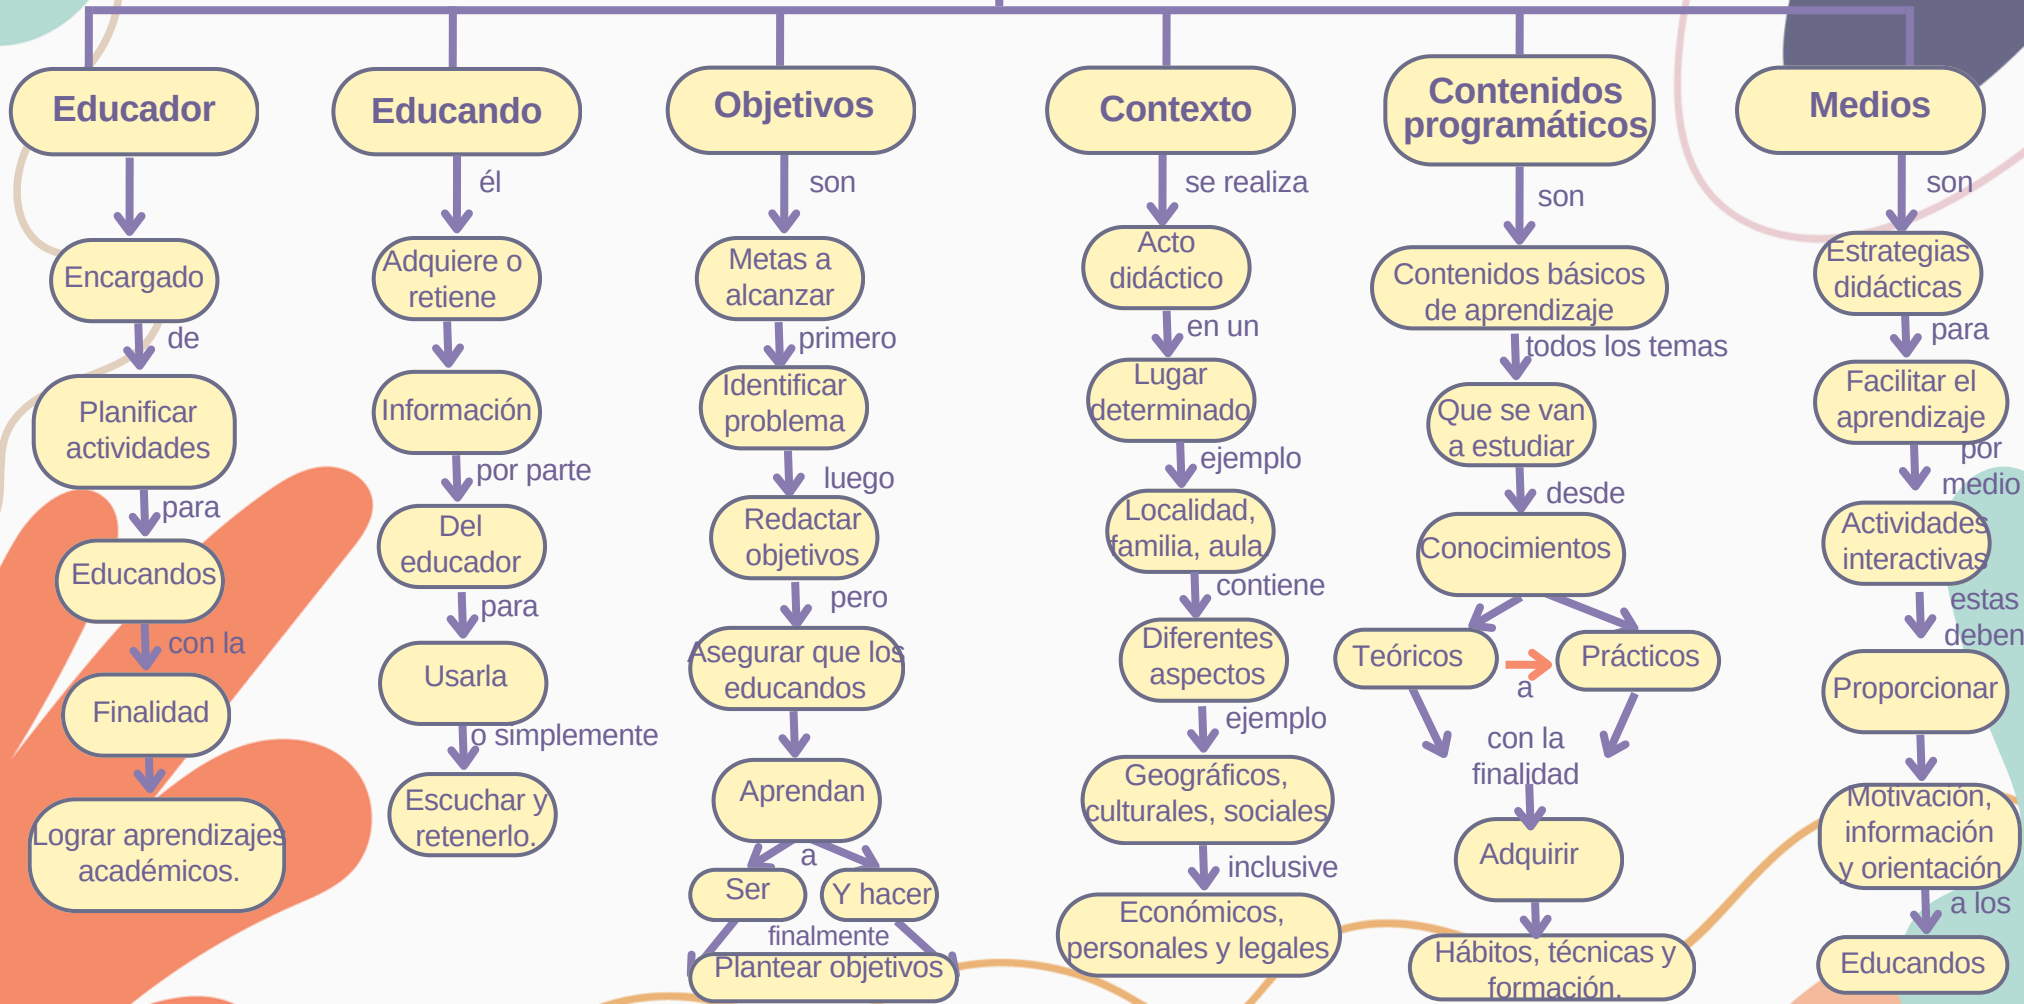 Educador
Encargado
de
Planificar
actividades
para
Educandos
con la
Finalidad
Lograr aprendizajes
académicos.
Educando
él
Adquiere o
retiene
Información
por parte
Del
educador
para
Usarla
o simplemente
Escuchar y
retenerlo.
Objetivos
son
Metas a
alcanzar
primero
Identificar
problema
luego
Redactar
objetivos
pero
Asegurar que los
educandos
Aprendan
a
Ser
Y hacer
finalmente
Plantear objetivos
Contexto
se realiza
Acto
didáctico
en un
Lugar
determinado
ejemplo
Localidad,
familia, aula,
contiene
Diferentes
aspectos
ejemplo
Geográficos,
culturales, sociales
inclusive
Económicos,
personales y legales
Contenidos
programáticos
son
Contenidos básicos
de aprendizaje
todos los temas
Que se van
a estudiar
desde
Conocimientos
Teóricos
a
Prácticos
con la
finalidad
Adquirir
Hábitos, técnicas y
formación.
Medios
son
Estrategias
didácticas
para
Facilitar el
aprendizaje
por
medio
Actividades
interactivas
estas
deben
Proporcionar
Motivación,
información
y orientación
a los
Educandos